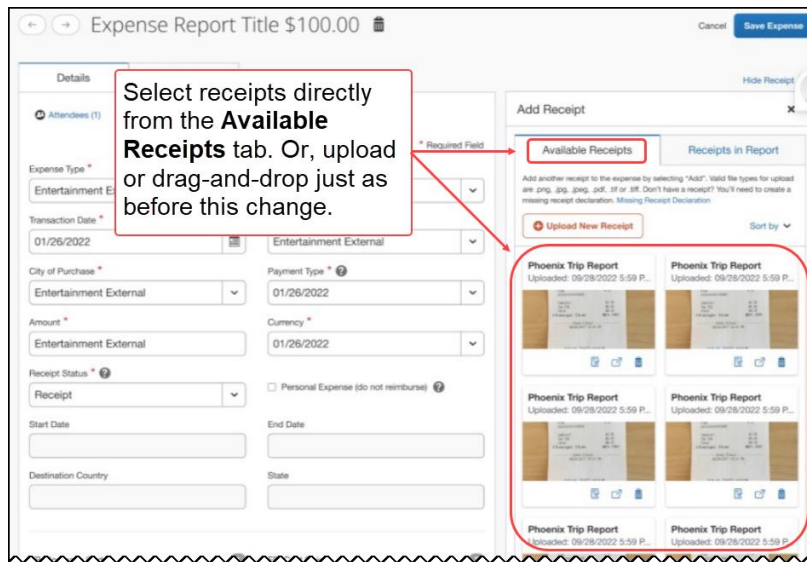 Expense Report Title $100.00
Cancel
Save Expense
Details
Hide Receipt
Attendees (1)
Select receipts directly
from the Available
Receipts tab. Or, upload
or drag-and-drop just as
before this change.
* Required Field
Add Receipt
Available Receipts
Receipts in Report
Add another receipt to the expense by selecting "Add". Valid file types for upload
are .png, .jpg, .jpeg, .pdf, .tif or .tiff. Don't have a receipt? You'll need to create a
missing receipt declaration. Missing Receipt Declaration
Upload New Receipt
Sort by
Expense Type *
Entertainment
Transaction Date *
01/26/2022
Entertainment External
City of Purchase *
Payment Type *
Entertainment External
01/26/2022
Amount *
Currency *
Entertainment External
01/26/2022
Receipt Status *
Receipt
Personal Expense (do not reimburse)
Start Date
End Date
Destination Country
State
Phoenix Trip Report
Uploaded: 09/28/2022 5:59 P...
Phoenix Trip Report
Uploaded: 09/28/2022 5:59 P...
Phoenix Trip Report
Uploaded: 09/28/2022 5:59 P...
Phoenix Trip Report
Uploaded: 09/28/2022 5:59 P...
Phoenix Trip Report
Uploaded: 09/28/2022 5:59 P...
Phoenix Trip Report
Uploaded: 09/28/2022 5:59 P...